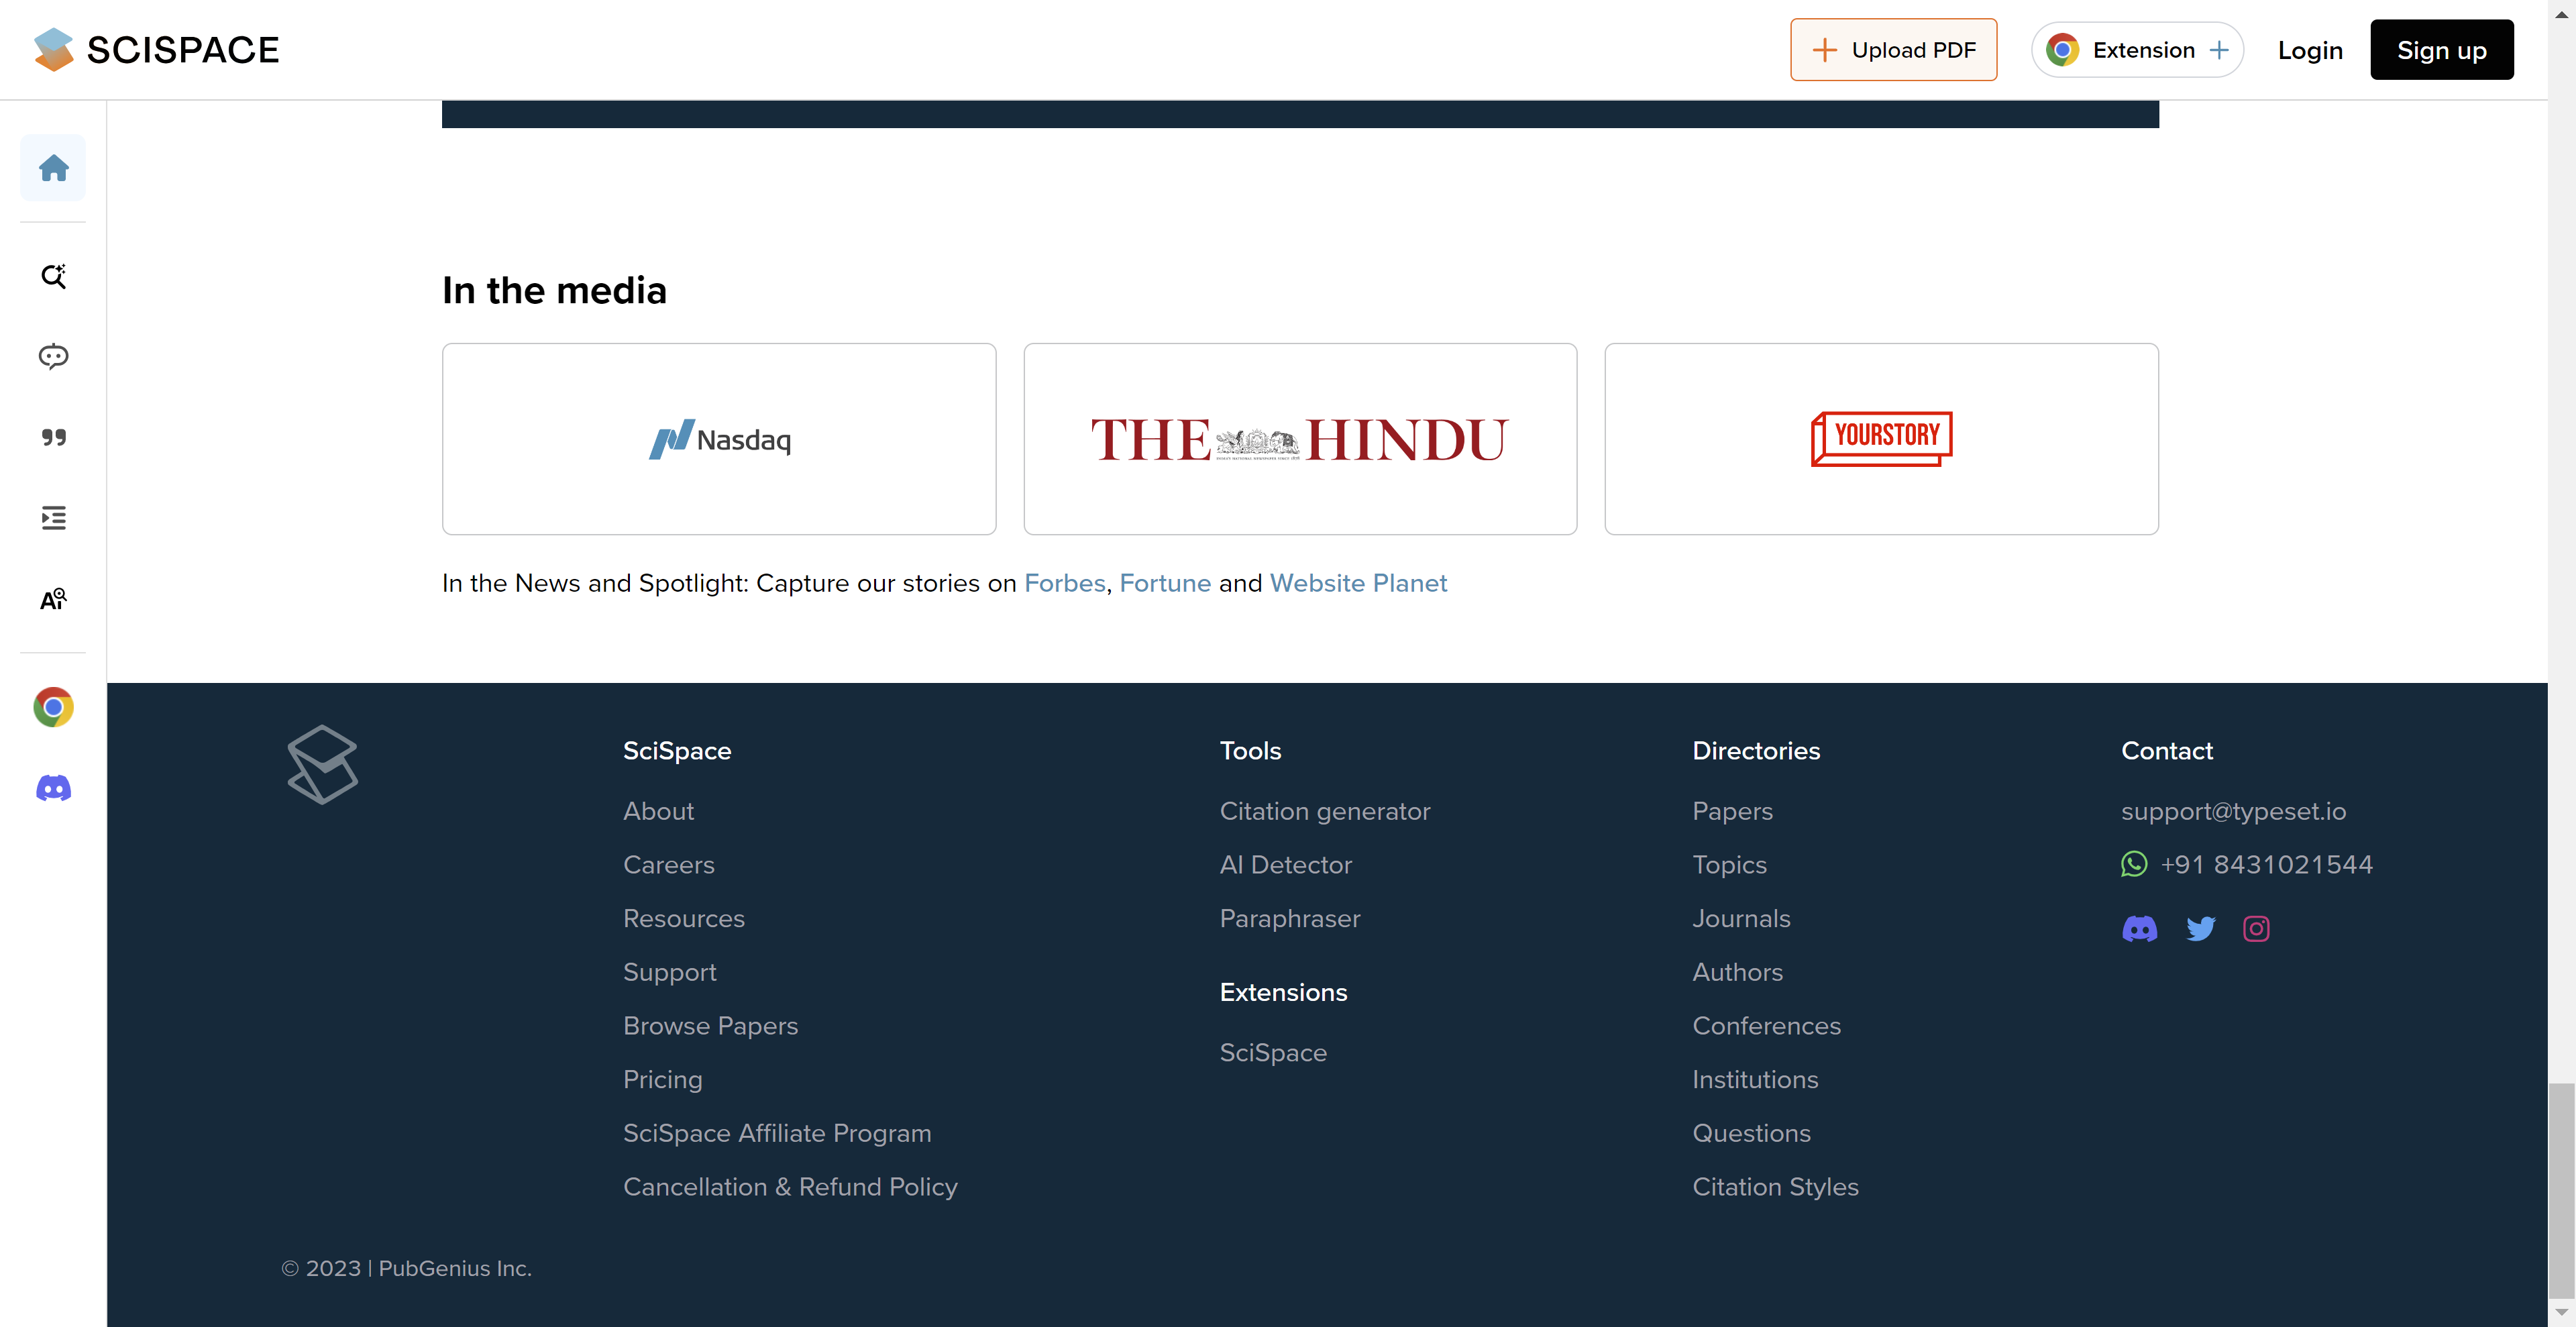 SCISPACE
Upload PDF
Extension
Login
Sign up
In the media
Nasdaq
THE HINDU
YOURSTORY
In the News and Spotlight: Capture our stories on Forbes, Fortune and Website Planet
SciSpace
About
Careers
Resources
Support
Browse Papers
Pricing
SciSpace Affiliate Program
Cancellation & Refund Policy
Tools
Citation generator
AI Detector
Paraphraser
Extensions
SciSpace
Directories
Papers
Topics
Journals
Authors
Conferences
Institutions
Questions
Citation Styles
Contact
support@typeset.io
+91 8431021544
© 2023 | PubGenius Inc.
Ai